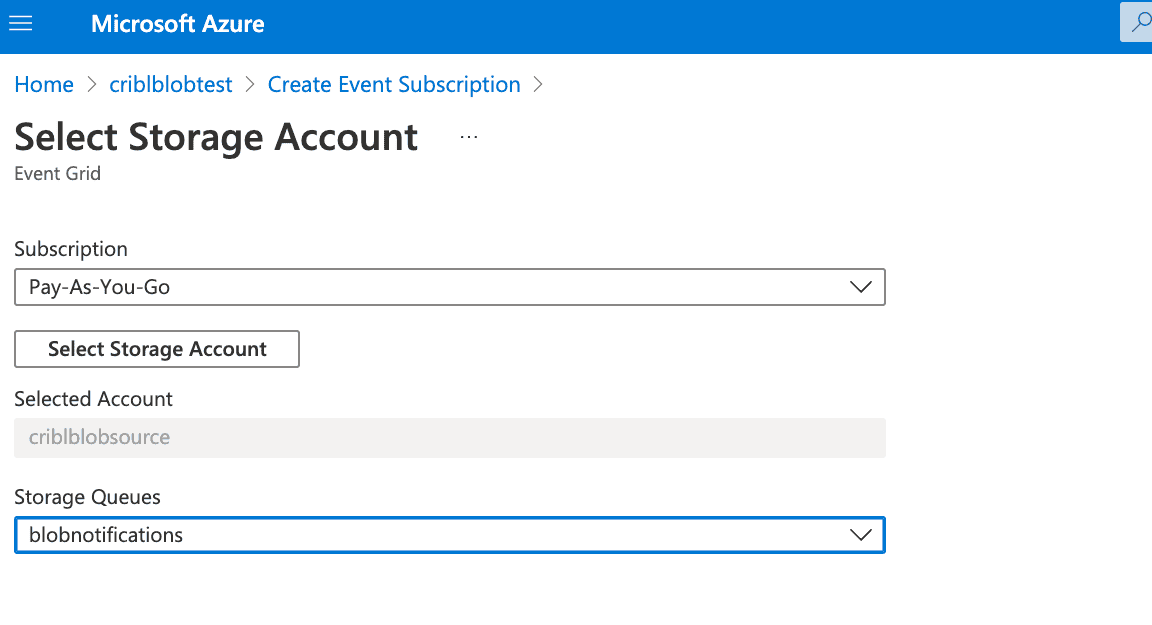 Microsoft Azure
Home > criblblobtest > Create Event Subscription >
Select Storage Account ...
Event Grid
Subscription
Pay-As-You-Go
Select Storage Account
Selected Account
criblblobsource
Storage Queues
blobnotifications